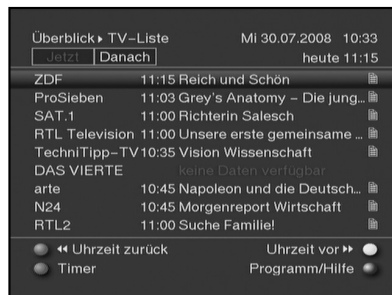 Überblick ▸ TV-Liste Mi 30.07.2008 10:33
Jetzt Danach heute 11:15
ZDF 11:15 Reich und Schön
ProSieben 11:03 Grey's Anatomy - Die jung...
SAT.1 11:00 Richterin Salesch
RTL Television 11:00 Unsere erste gemeinsame ...
TechniTipp-TV 10:35 Vision Wissenschaft
DAS VIERTE keine Daten verfügbar
arte 10:45 Napoleon und die Deutsch...
N24 10:45 Morgenreport Wirtschaft
RTL2 11:00 Suche Familie!
◂◂ Uhrzeit zurück Uhrzeit vor ▸▸
Timer Programm/Hilfe